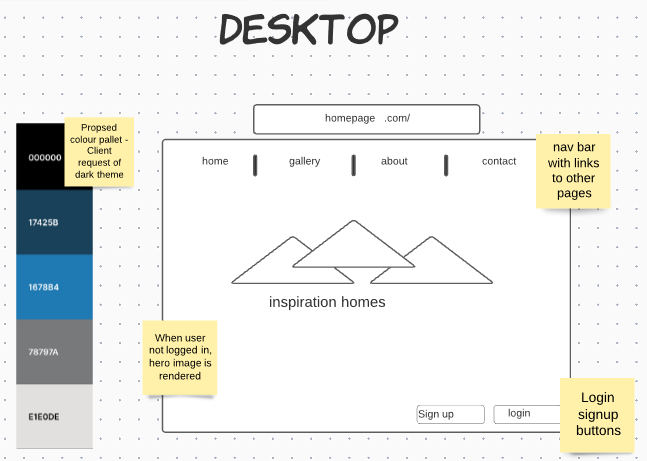 DESKTOP
homepage .com/
Propsed
colour pallet -
Client
request of
dark theme
000000
17425B
1678B4
78797A
E1E0DE
home gallery about contact
nav bar
with links
to other
pages
inspiration homes
When user
not logged in,
hero image is
rendered
Sign up login
Login
signup
buttons